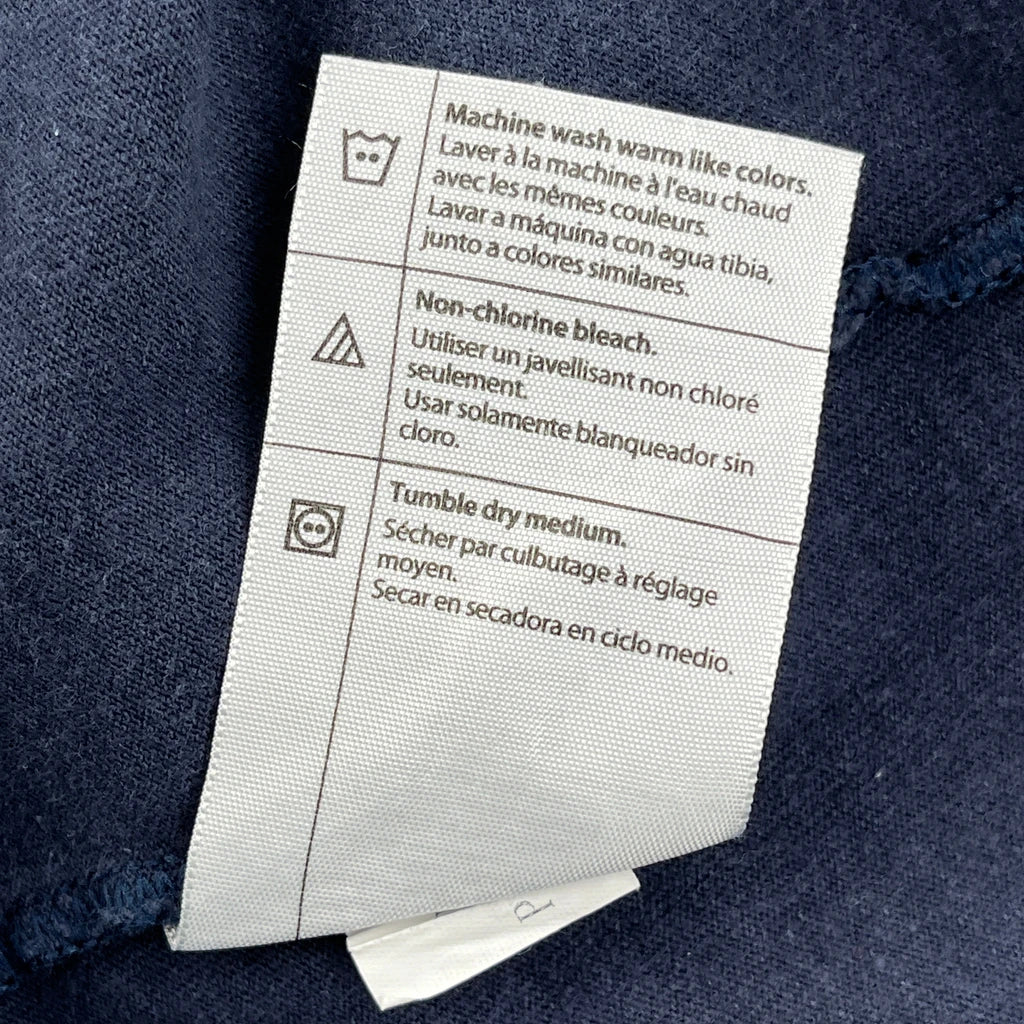 Machine wash warm like colors.
Laver à la machine à l'eau chaud
avec les mêmes couleurs.
Lavar a máquina con agua tibia,
junto a colores similares.
Non-chlorine bleach.
Utiliser un javellisant non chloré
seulement.
Usar solamente blanqueador sin
cloro.
Tumble dry medium.
Sécher par culbutage à réglage
moyen.
Secar en secadora en ciclo medio.
P